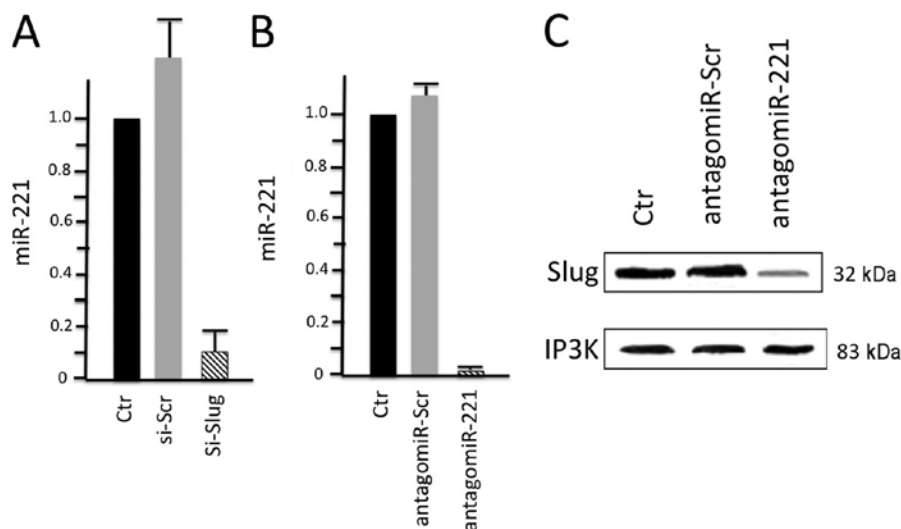 A
miR-221
1.0
0.8
0.6
0.4
0.2
0
Ctr
si-Scr
Si-Slug
B
miR-221
1.0
0.8
0.6
0.4
0.2
0
Ctr
antagomiR-Scr
antagomiR-221
C
Ctr
antagomiR-Scr
antagomiR-221
Slug
32 kDa
IP3K
83 kDa